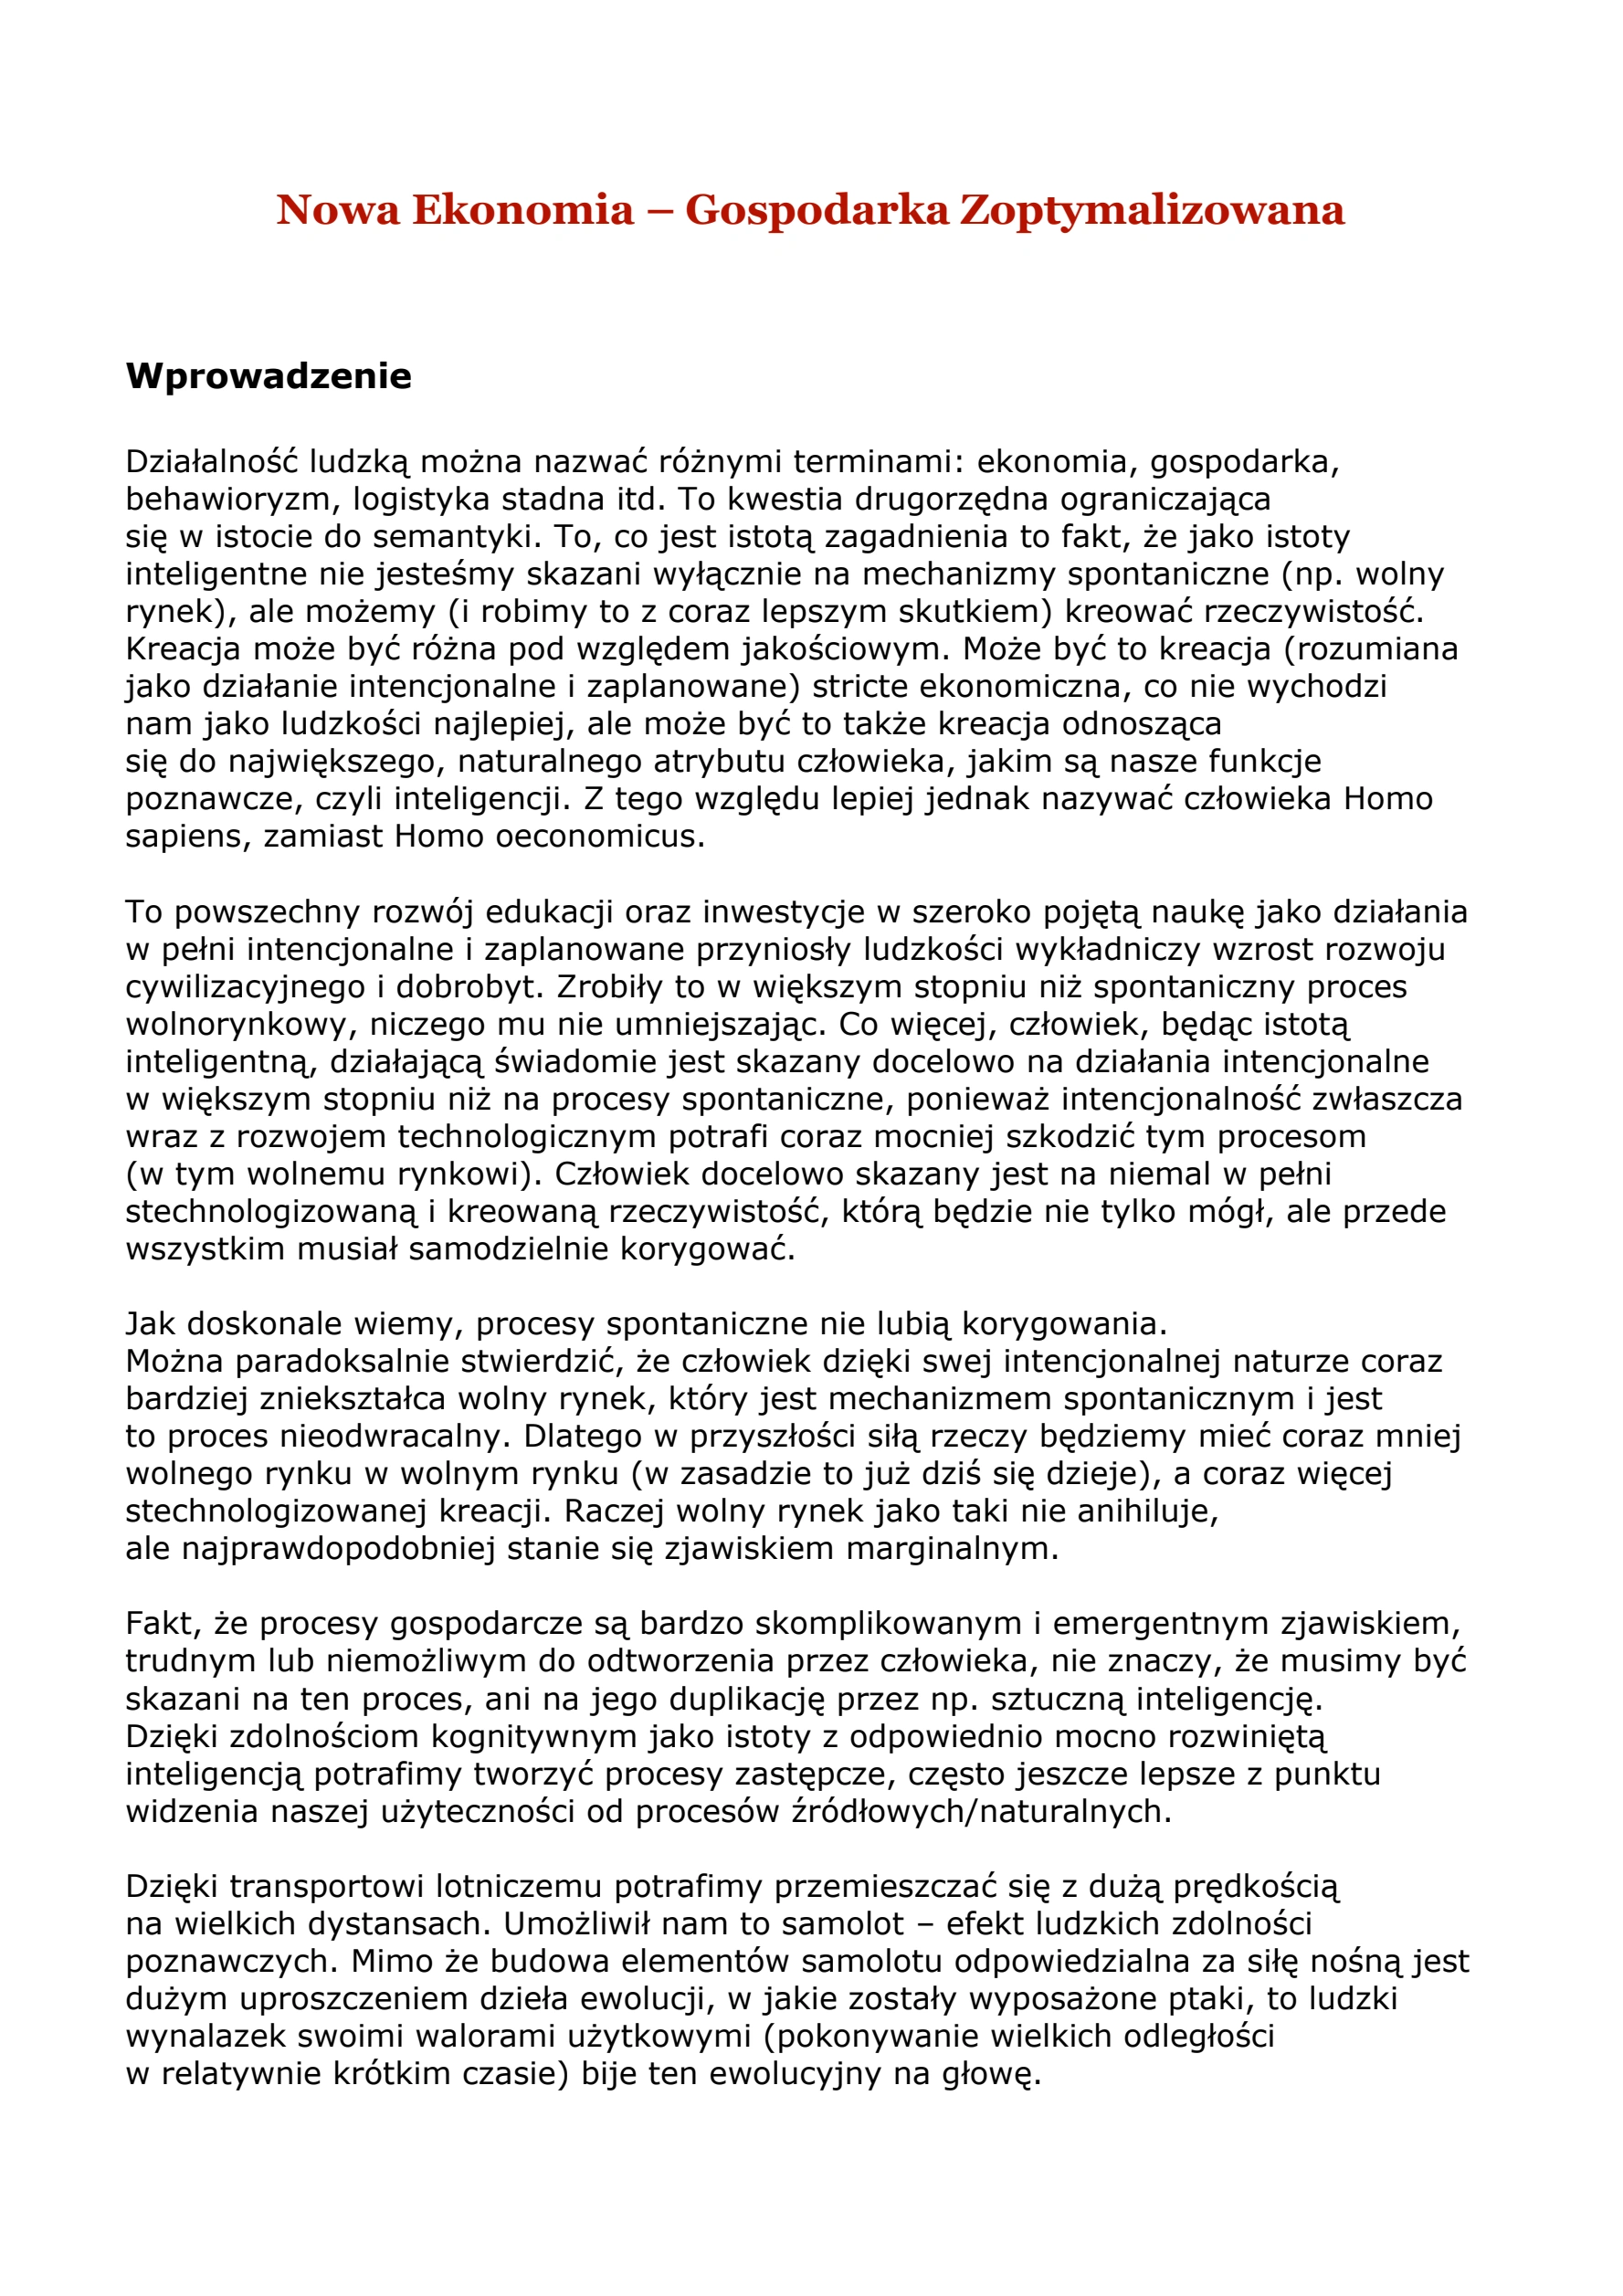 Nowa Ekonomia – Gospodarka Zoptymalizowana
Wprowadzenie
Działalność ludzką można nazwać różnymi terminami: ekonomia, gospodarka,
behawioryzm, logistyka stadna itd. To kwestia drugorzędna ograniczająca
się w istocie do semantyki. To, co jest istotą zagadnienia to fakt, że jako istoty
inteligentne nie jesteśmy skazani wyłącznie na mechanizmy spontaniczne (np. wolny
rynek), ale możemy (i robimy to z coraz lepszym skutkiem) kreować rzeczywistość.
Kreacja może być różna pod względem jakościowym. Może być to kreacja (rozumiana
jako działanie intencjonalne i zaplanowane) stricte ekonomiczna, co nie wychodzi
nam jako ludzkości najlepiej, ale może być to także kreacja odnosząca
się do największego, naturalnego atrybutu człowieka, jakim są nasze funkcje
poznawcze, czyli inteligencji. Z tego względu lepiej jednak nazywać człowieka Homo
sapiens, zamiast Homo oeconomicus.
To powszechny rozwój edukacji oraz inwestycje w szeroko pojętą naukę jako działania
w pełni intencjonalne i zaplanowane przyniosły ludzkości wykładniczy wzrost rozwoju
cywilizacyjnego i dobrobyt. Zrobiły to w większym stopniu niż spontaniczny proces
wolnorynkowy, niczego mu nie umniejszając. Co więcej, człowiek, będąc istotą
inteligentną, działającą świadomie jest skazany docelowo na działania intencjonalne
w większym stopniu niż na procesy spontaniczne, ponieważ intencjonalność zwłaszcza
wraz z rozwojem technologicznym potrafi coraz mocniej szkodzić tym procesom
(w tym wolnemu rynkowi). Człowiek docelowo skazany jest na niemal w pełni
stechnologizowaną i kreowaną rzeczywistość, którą będzie nie tylko mógł, ale przede
wszystkim musiał samodzielnie korygować.
Jak doskonale wiemy, procesy spontaniczne nie lubią korygowania.
Można paradoksalnie stwierdzić, że człowiek dzięki swej intencjonalnej naturze coraz
bardziej zniekształca wolny rynek, który jest mechanizmem spontanicznym i jest
to proces nieodwracalny. Dlatego w przyszłości siłą rzeczy będziemy mieć coraz mniej
wolnego rynku w wolnym rynku (w zasadzie to już dziś się dzieje), a coraz więcej
stechnologizowanej kreacji. Raczej wolny rynek jako taki nie anihiluje,
ale najprawdopodobniej stanie się zjawiskiem marginalnym.
Fakt, że procesy gospodarcze są bardzo skomplikowanym i emergentnym zjawiskiem,
trudnym lub niemożliwym do odtworzenia przez człowieka, nie znaczy, że musimy być
skazani na ten proces, ani na jego duplikację przez np. sztuczną inteligencję.
Dzięki zdolnościom kognitywnym jako istoty z odpowiednio mocno rozwiniętą
inteligencją potrafimy tworzyć procesy zastępcze, często jeszcze lepsze z punktu
widzenia naszej użyteczności od procesów źródłowych/naturalnych.
Dzięki transportowi lotniczemu potrafimy przemieszczać się z dużą prędkością
na wielkich dystansach. Umożliwił nam to samolot – efekt ludzkich zdolności
poznawczych. Mimo że budowa elementów samolotu odpowiedzialna za siłę nośną jest
dużym uproszczeniem dzieła ewolucji, w jakie zostały wyposażone ptaki, to ludzki
wynalazek swoimi walorami użytkowymi (pokonywanie wielkich odległości
w relatywnie krótkim czasie) bije ten ewolucyjny na głowę.